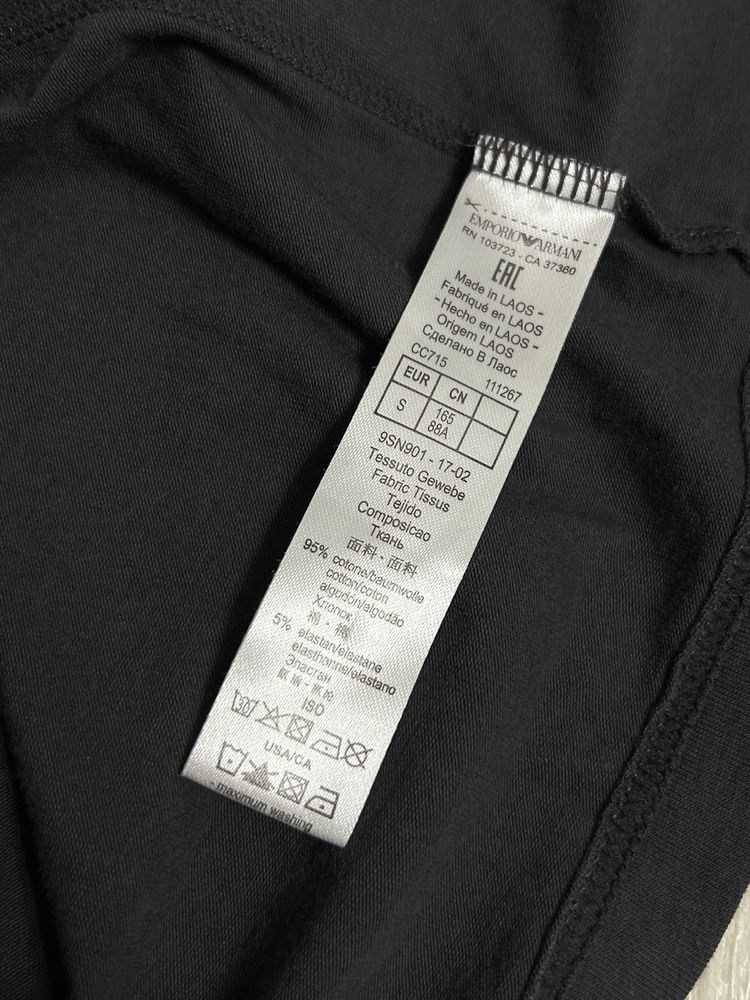 EMPORIO ARMANI
RN 103723 - CA 37360
EAC
Made in LAOS -
Fabriqué en LAOS
- Hecho en LAOS -
Origem LAOS
Сделано В Лаос
CC715 111267
EUR CN
S 165 88A
9SN901 - 17-02
Tessuto Gewebe
Fabric Tissus
Tejido
Composicao
Ткань
面料 - 面料
95% cotone/baumwolle
cotton/coton
algodón/algodão
Хлопок
5% elastan/elastane
elasthanne/elastano
Эластан
ISO
30
USA/CA
- maximum washing